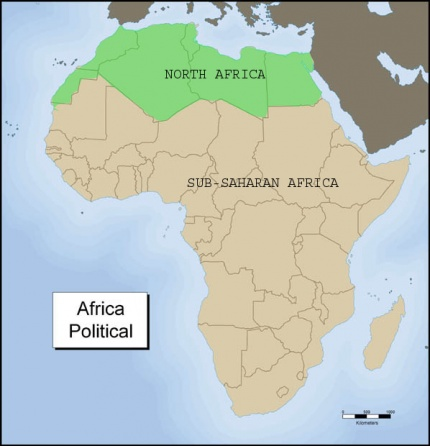 NORTH AFRICA
SUB-SAHARAN AFRICA
Africa
Political
Kilometers